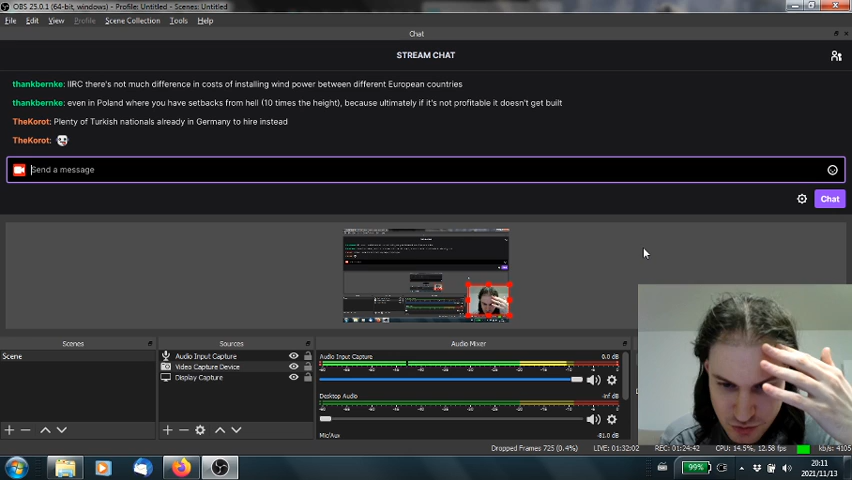 OBS 25.0.1 (64-bit, windows) - Profile: Untitled - Scenes: Untitled
File Edit View Profile Scene Collection Tools Help
Chat
STREAM CHAT
thankbernke: IIRC there's not much difference in costs of installing wind power between different European countries
thankbernke: even in Poland where you have setbacks from hell (10 times the height), because ultimately if it's not profitable it doesn't get built
TheKorot: Plenty of Turkish nationals already in Germany to hire instead
TheKorot:
Send a message
Chat
Scenes Sources Audio Mixer
Scene
Audio Input Capture
Video Capture Device
Display Capture
Audio Input Capture 0.0 dB
Desktop Audio -inf dB
Mic/Aux -81.0 dB
Dropped Frames 725 (0.4%) LIVE: 01:32:02 REC: 01:24:42 CPU: 14.5%, 12.58 fps kb/s: 4105
99%
20:11
2021/11/13